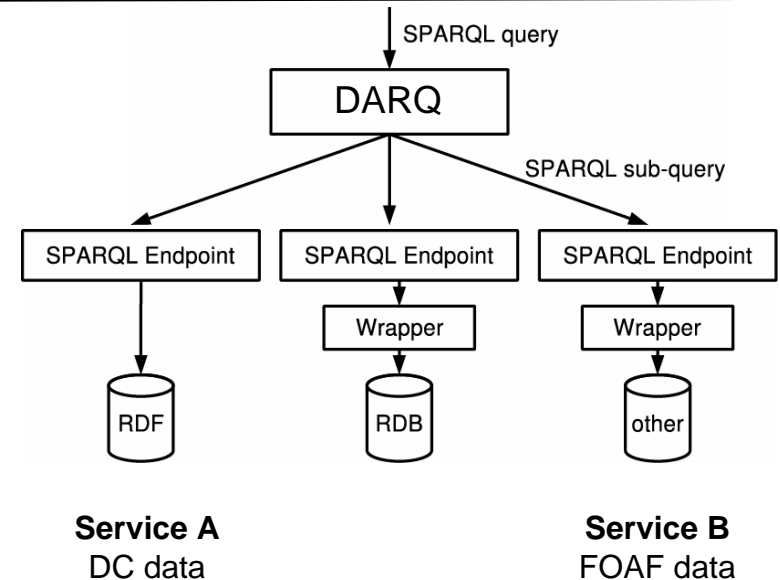 SPARQL query
DARQ
SPARQL sub-query
SPARQL Endpoint
SPARQL Endpoint
SPARQL Endpoint
Wrapper
Wrapper
RDF
RDB
other
Service A
Service B
DC data
FOAF data